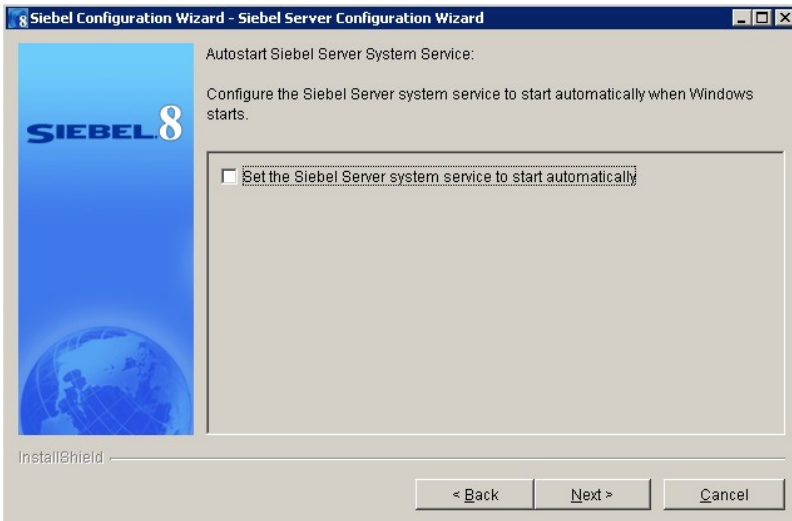 Siebel Configuration Wizard - Siebel Server Configuration Wizard
Autostart Siebel Server System Service:
Configure the Siebel Server system service to start automatically when Windows
starts.
SIEBEL.8
Set the Siebel Server system service to start automatically
InstallShield
< Back
Next >
Cancel